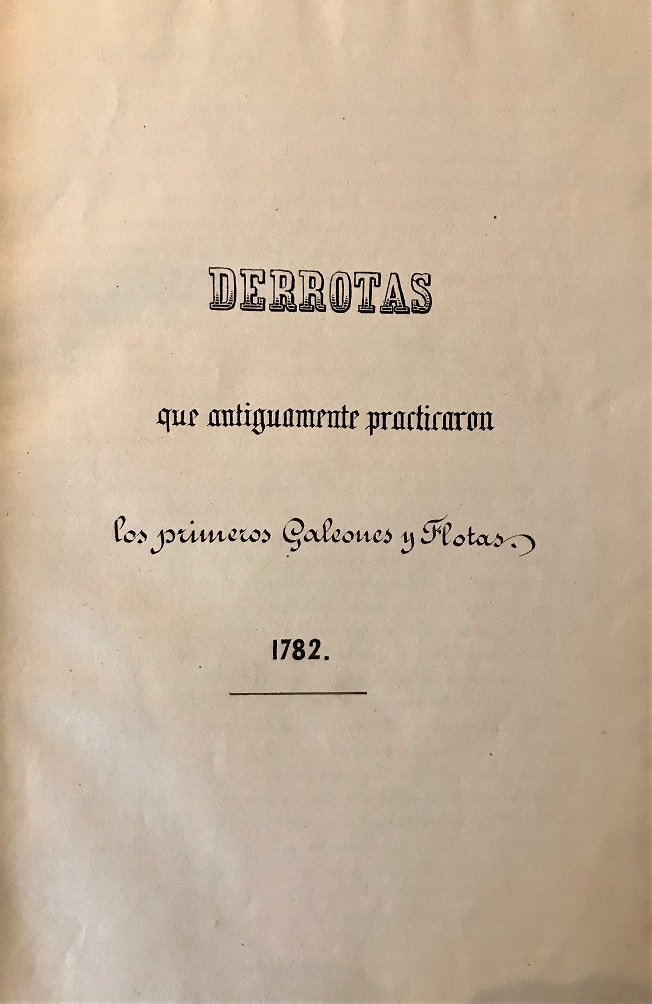 DERROTAS
que antiguamente practicaron
los primeros Galeones y Flotas.
1782.